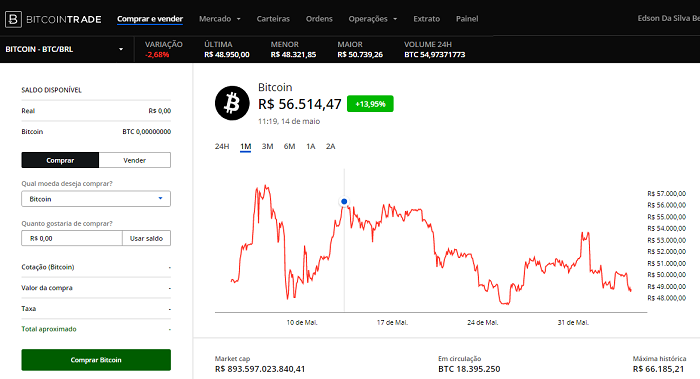 BITCOINTRADE
Comprar e vender Mercado Carteiras Ordens Operações Extrato Painel
Edson Da Silva Be
BITCOIN - BTC/BRL
VARIAÇÃO ÚLTIMA MENOR MAIOR VOLUME 24H
-2,68% R$ 48.950,00 R$ 48.321,85 R$ 50.739,26 BTC 54,97371773
SALDO DISPONÍVEL
Real R$ 0,00
Bitcoin BTC 0,00000000
Comprar Vender
Qual moeda deseja comprar?
Bitcoin
Quanto gostaria de comprar?
R$ 0,00 Usar saldo
Cotação (Bitcoin) -
Valor da compra -
Taxa -
Total aproximado -
Comprar Bitcoin
Bitcoin
R$ 56.514,47 +13,95%
11:19, 14 de maio
24H 1M 3M 6M 1A 2A
R$ 57.000,00
R$ 56.000,00
R$ 55.000,00
R$ 54.000,00
R$ 53.000,00
R$ 52.000,00
R$ 51.000,00
R$ 50.000,00
R$ 49.000,00
R$ 48.000,00
10 de Mai. 17 de Mai. 24 de Mai. 31 de Mai.
Market cap Em circulação Máxima histórica
R$ 893.597.023.840,41 BTC 18.395.250 R$ 66.185,21